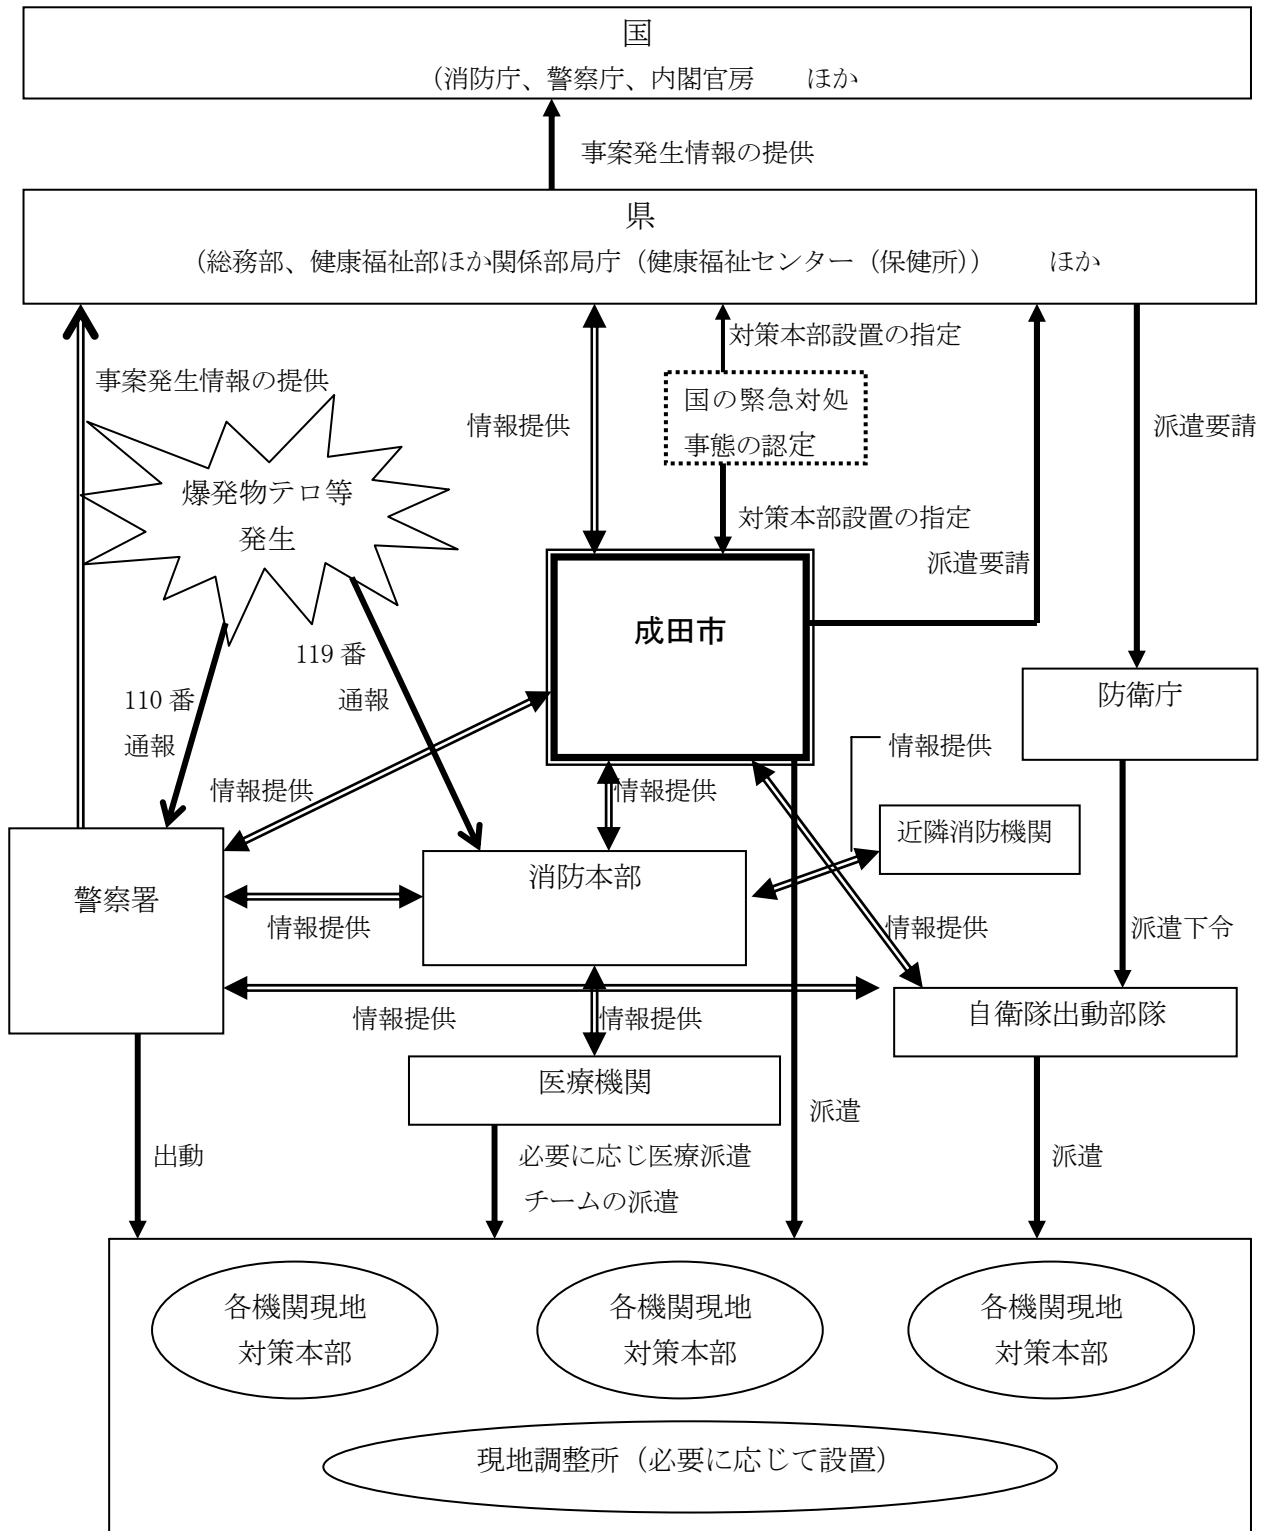 国
（消防庁、警察庁、内閣官房　　ほか
事案発生情報の提供
県
（総務部、健康福祉部ほか関係部局庁（健康福祉センター（保健所））　　ほか
対策本部設置の指定
事案発生情報の提供
国の緊急対処
事態の認定
情報提供
派遣要請
爆発物テロ等
発生
対策本部設置の指定
派遣要請
成田市
119 番
通報
110 番
通報
防衛庁
情報提供
情報提供
情報提供
近隣消防機関
消防本部
警察署
情報提供
情報提供
派遣下令
自衛隊出動部隊
情報提供
情報提供
医療機関
派遣
出動
必要に応じ医療派遣
チームの派遣
派遣
各機関現地
対策本部
各機関現地
対策本部
各機関現地
対策本部
現地調整所（必要に応じて設置）